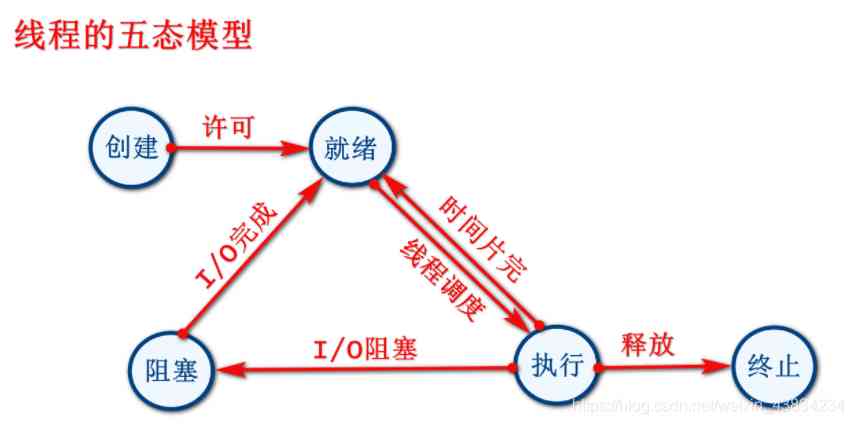 线程的五态模型
创建
许可
就绪
I/O完成
时间片完
线程调度
阻塞
I/O阻塞
执行
释放
终止
https://blog.csdn.net/weixin_43864234